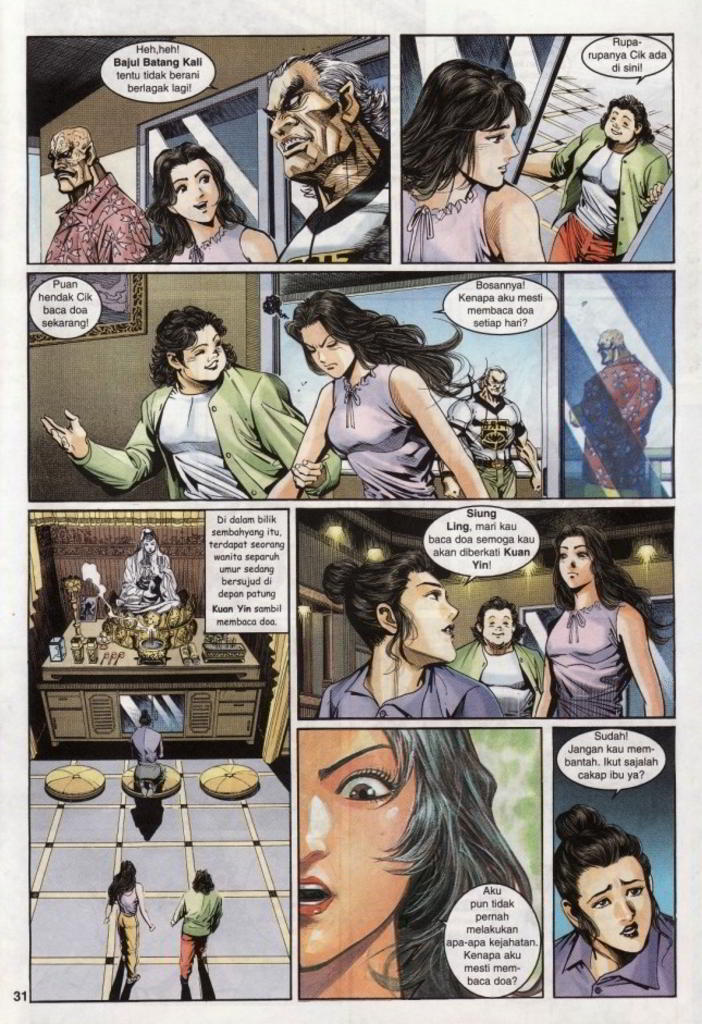 Heh,heh!
Bajul Batang Kali
tentu tidak berani
berlagak lagi!
Rupa-
rupanya Cik ada
di sini!
Puan
hendak Cik
baca doa
sekarang!
Bosannya!
Kenapa aku mesti
membaca doa
setiap hari?
Di dalam bilik
sembahyang itu,
terdapat seorang
wanita separuh
umur sedang
bersujud di
depan patung
Kuan Yin sambil
membaca doa.
Siung
Ling, mari kau
baca doa semoga kau
akan diberkati Kuan
Yin!
Aku
pun tidak
pernah
melakukan
apa-apa kejahatan.
Kenapa aku
mesti mem-
baca doa?
Sudah!
Jangan kau mem-
bantah. Ikut sajalah
cakap ibu ya?
31